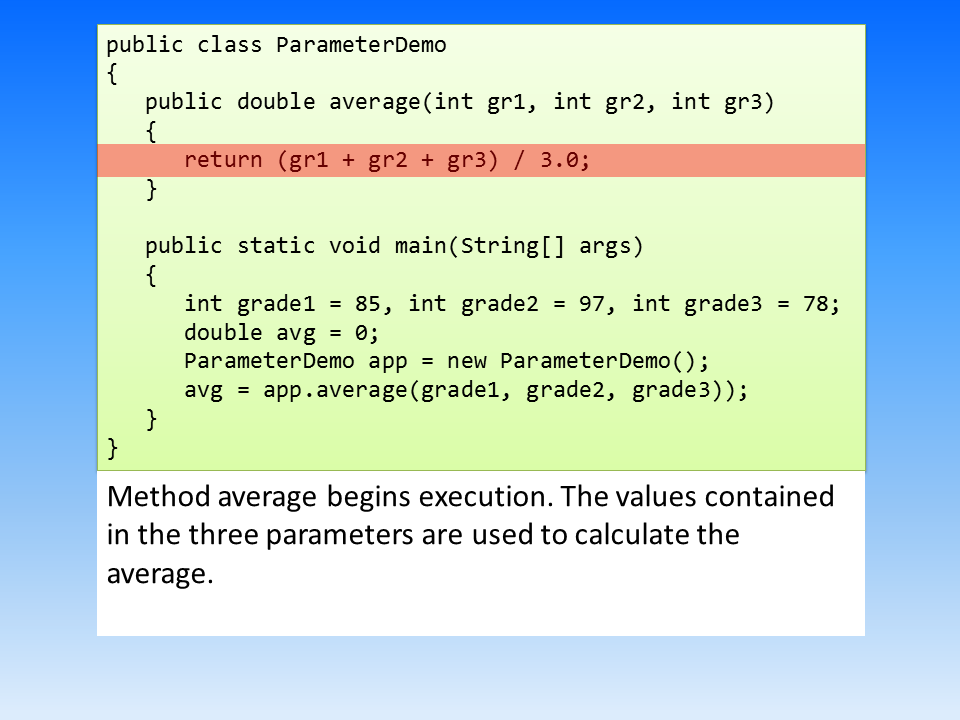 public class ParameterDemo
{
   public double average(int gr1, int gr2, int gr3)
   {
      return (gr1 + gr2 + gr3) / 3.0;
   }

   public static void main(String[] args)
   {
      int grade1 = 85, int grade2 = 97, int grade3 = 78;
      double avg = 0;
      ParameterDemo app = new ParameterDemo();
      avg = app.average(grade1, grade2, grade3));
   }
}
Method average begins execution. The values contained
in the three parameters are used to calculate the
average.